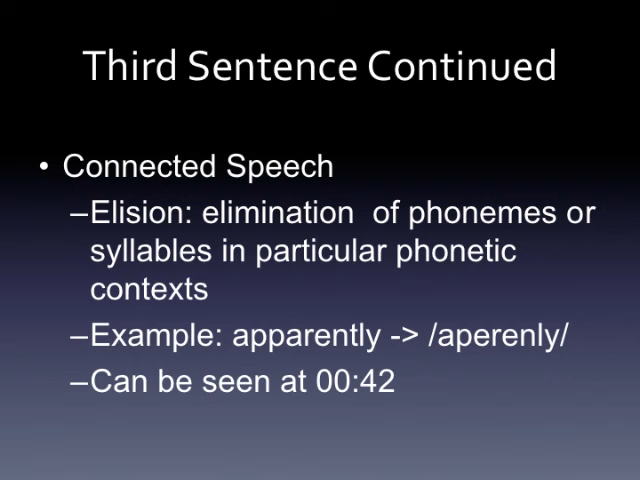 Third Sentence Continued
• Connected Speech
–Elision: elimination  of phonemes or
syllables in particular phonetic
contexts
–Example: apparently -> /aperenly/
–Can be seen at 00:42